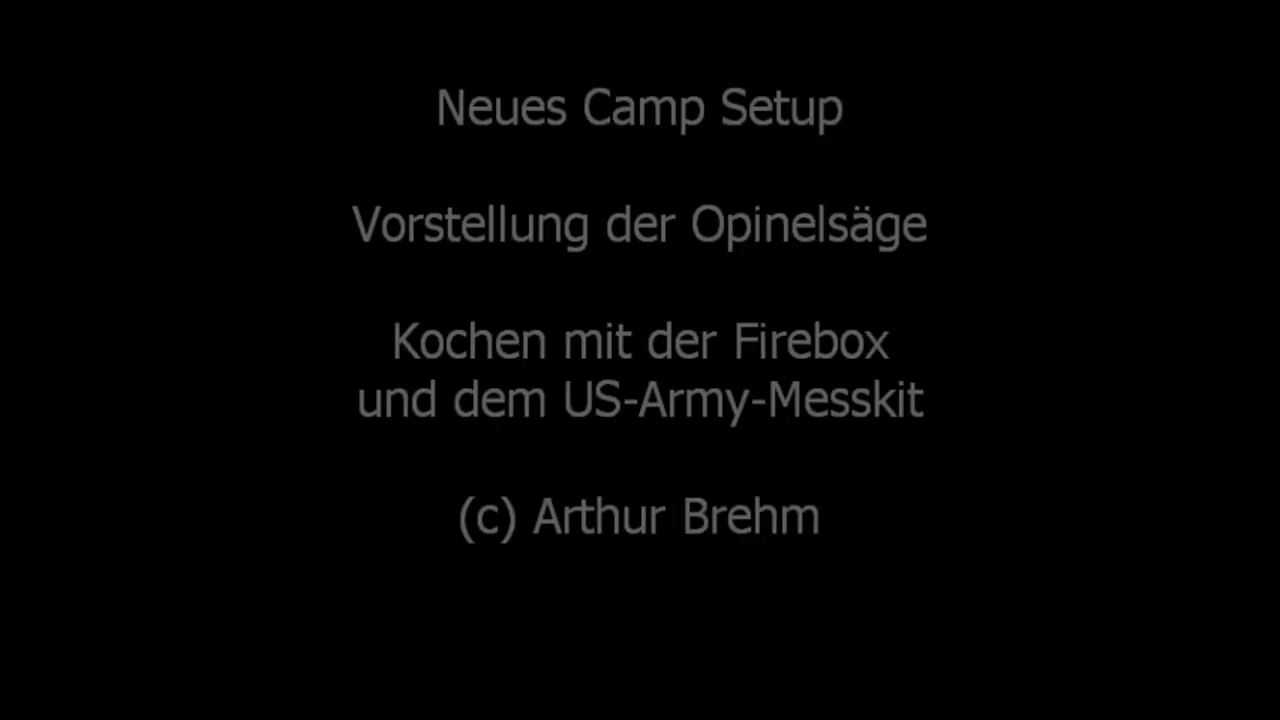 Neues Camp Setup
Vorstellung der Opinelsäge
Kochen mit der Firebox
und dem US-Army-Messkit
(c) Arthur Brehm